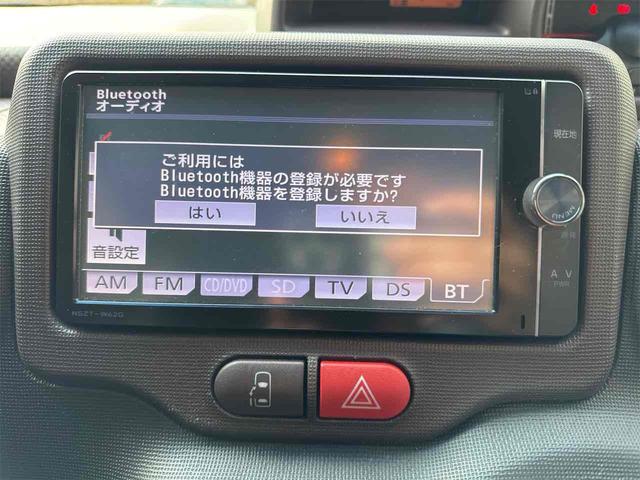 Bluetooth
オーディオ
ご利用には
Bluetooth機器の登録が必要です
Bluetooth機器を登録しますか?
はい
いいえ
音設定
AM
FM
CD/DVD
SD
TV
DS
BT
NSZT-W62G
現在地
MENU
A V
PWR